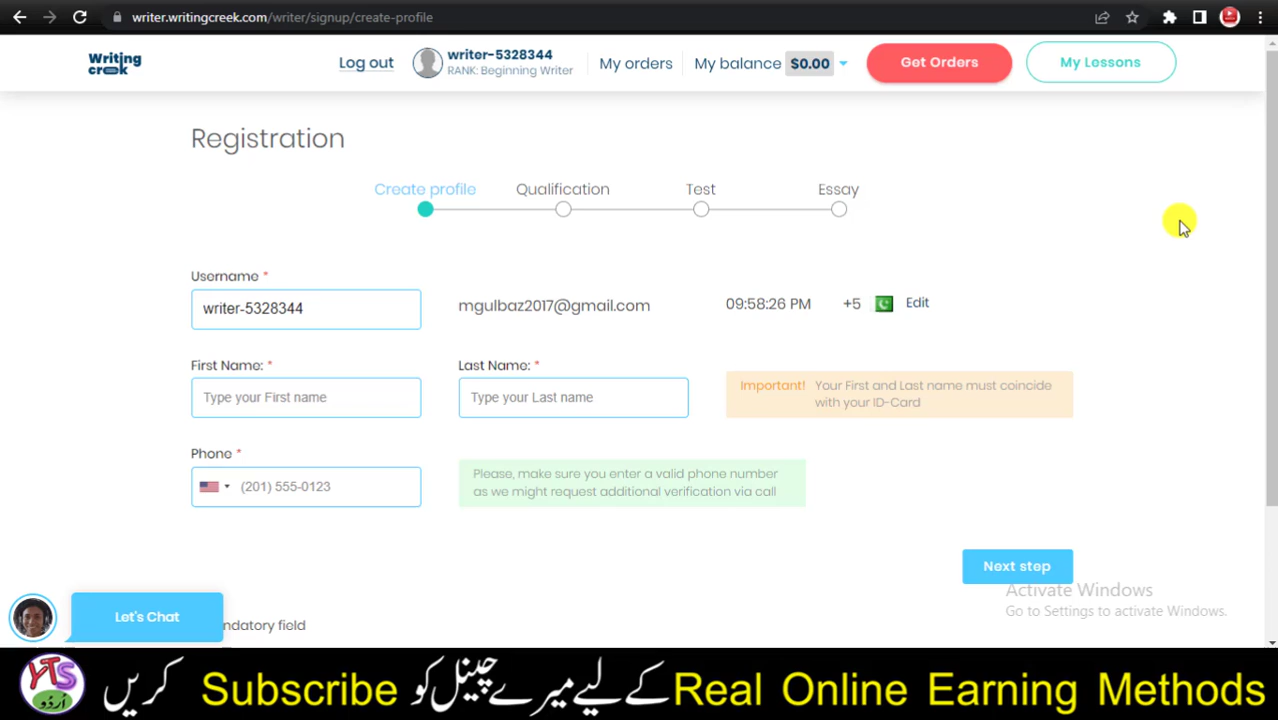 writer.writingcreek.com/writer/signup/create-profile
Writing creek
Log out
writer-5328344
RANK: Beginning Writer
My orders
My balance $0.00
Get Orders
My Lessons
Registration
Create profile Qualification Test Essay
Username *
writer-5328344 mgulbaz2017@gmail.com 09:58:26 PM +5 Edit
First Name: * Last Name: *
Type your First name Type your Last name
Important! Your First and Last name must coincide
with your ID-Card
Phone *
(201) 555-0123
Please, make sure you enter a valid phone number
as we might request additional verification via call
Next step
Activate Windows
Go to Settings to activate Windows.
Let's Chat
ndatory field
YTS اردو
Real Online Earning Methods کے لیے میرے چینل کو Subscribe کریں